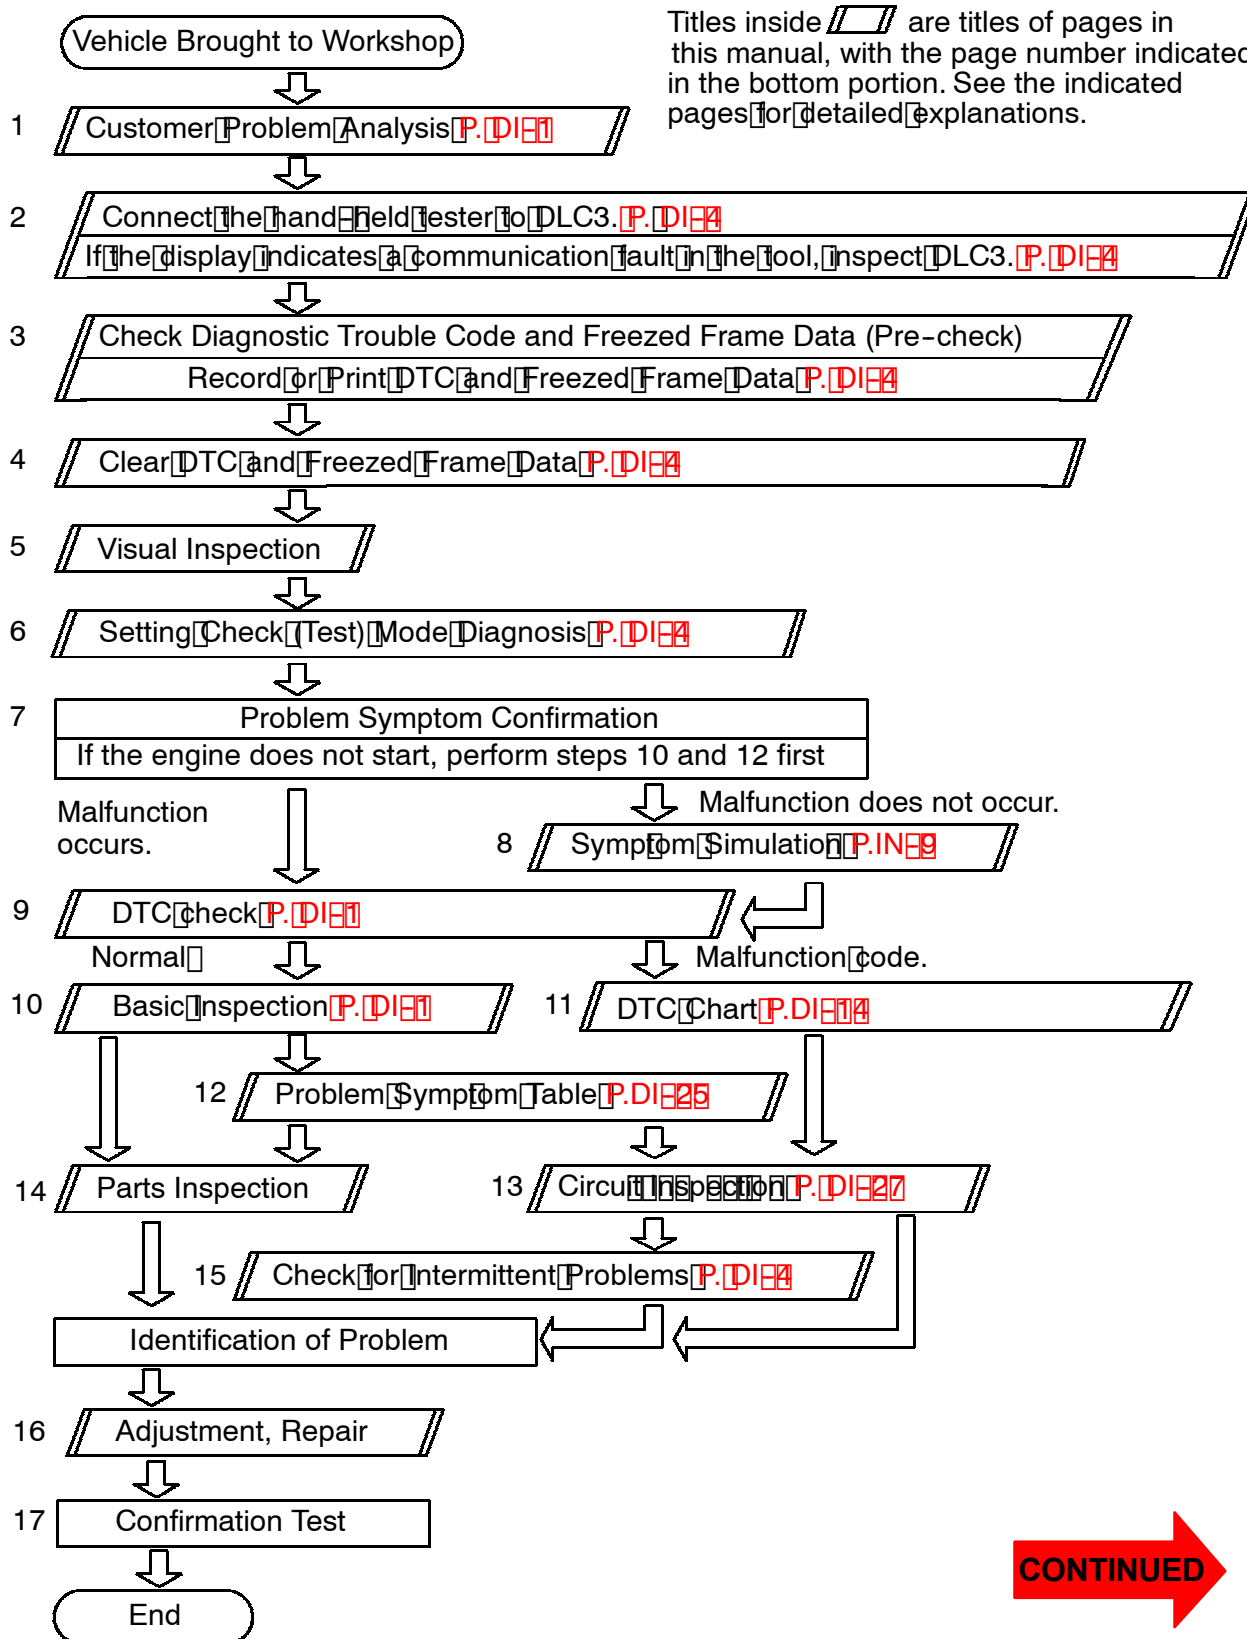 Vehicle Brought to Workshop
Titles inside are titles of pages in
this manual, with the page number indicated
in the bottom portion. See the indicated
pages for detailed explanations.
1 Customer Problem Analysis P. DI-1
2 Connect the hand-held tester to DLC3. P. DI-4
If the display indicates a communication fault in the tool, inspect DLC3. P. DI-4
3 Check Diagnostic Trouble Code and Freezed Frame Data (Pre-check)
Record or Print DTC and Freezed Frame Data P. DI-4
4 Clear DTC and Freezed Frame Data P. DI-4
5 Visual Inspection
6 Setting Check (Test) Mode Diagnosis P. DI-4
7 Problem Symptom Confirmation
If the engine does not start, perform steps 10 and 12 first
Malfunction
occurs.
Malfunction does not occur.
8 Symptom Simulation P.IN-9
9 DTC check P. DI-1
Normal
Malfunction code.
10 Basic Inspection P. DI-1
11 DTC Chart P.DI-14
12 Problem Symptom Table P.DI-25
14 Parts Inspection
13 Circuit Inspection P. DI-27
15 Check for Intermittent Problems P. DI-4
Identification of Problem
16 Adjustment, Repair
17 Confirmation Test
CONTINUED
End